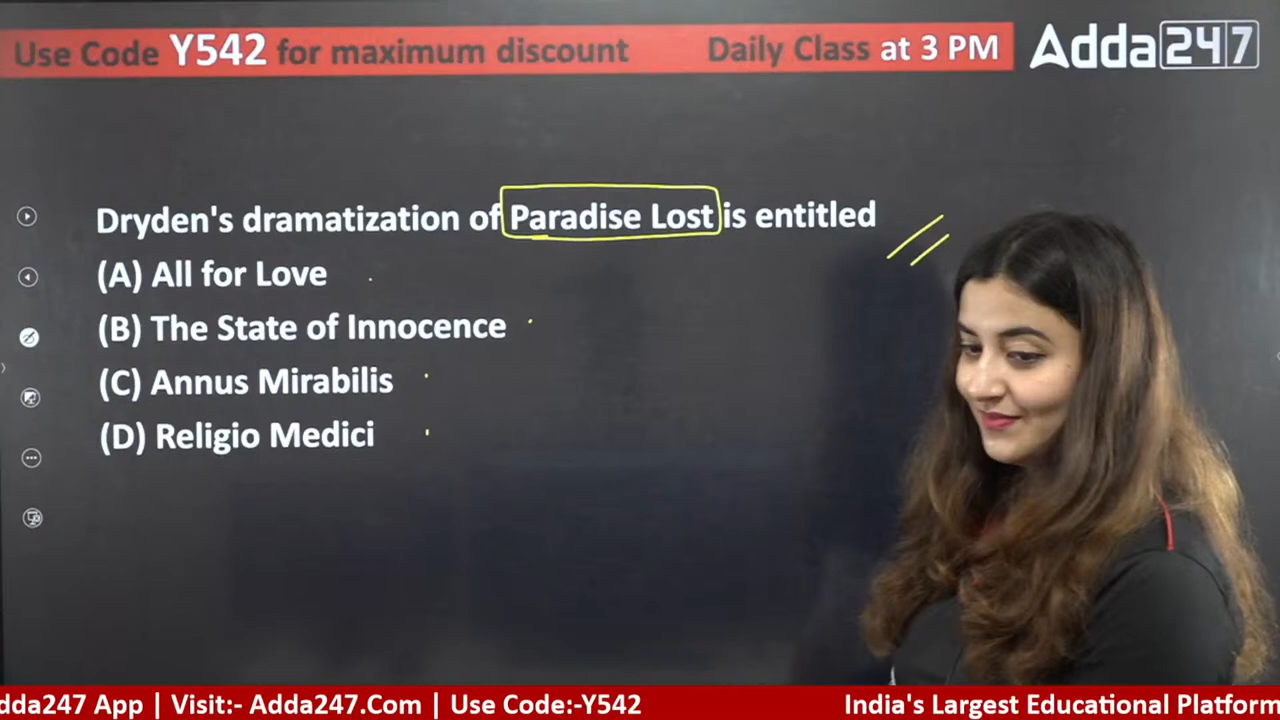 Use Code Y542 for maximum discount Daily Class at 3 PM Adda247
Dryden's dramatization of Paradise Lost is entitled
(A) All for Love
(B) The State of Innocence
(C) Annus Mirabilis
(D) Religio Medici
dda247 App | Visit:- Adda247.Com | Use Code:-Y542 India's Largest Educational Platform